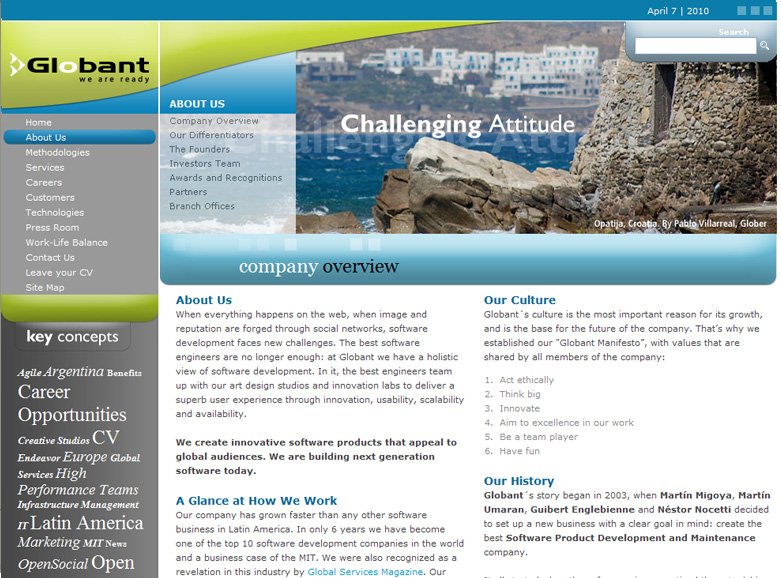 April 7 | 2010
Search
Globant
we are ready
Home
About Us
Methodologies
Services
Careers
Customers
Technologies
Press Room
Work-Life Balance
Contact Us
Leave your CV
Site Map
key concepts
Agile Argentina Benefits
Career
Opportunities
Creative Studios CV
Endeavor Europe Global
Services High
Performance Teams
Infrastructure Management
IT Latin America
Marketing MIT News
OpenSocial Open
ABOUT US
Company Overview
Our Differentiators
The Founders
Investors Team
Awards and Recognitions
Partners
Branch Offices
Challenging Attitude
Challenging Attitude
Opatija, Croatia. By Pablo Villarreal, Glober
company overview
About Us
When everything happens on the web, when image and
reputation are forged through social networks, software
development faces new challenges. The best software
engineers are no longer enough: at Globant we have a holistic
view of software development. In it, the best engineers team
up with our art design studios and innovation labs to deliver a
superb user experience through innovation, usability, scalability
and availability.
We create innovative software products that appeal to
global audiences. We are building next generation
software today.
A Glance at How We Work
Our company has grown faster than any other software
business in Latin America. In only 6 years we have become
one of the top 10 software development companies in the world
and a business case of the MIT. We were also recognized as a
revelation in this industry by Global Services Magazine. Our
Our Culture
Globant´s culture is the most important reason for its growth,
and is the base for the future of the company. That's why we
established our "Globant Manifesto", with values that are
shared by all members of the company:
1. Act ethically
2. Think big
3. Innovate
4. Aim to excellence in our work
5. Be a team player
6. Have fun
Our History
Globant´s story began in 2003, when Martín Migoya, Martín
Umaran, Guibert Englebienne and Néstor Nocetti decided
to set up a new business with a clear goal in mind: create the
best Software Product Development and Maintenance
company.